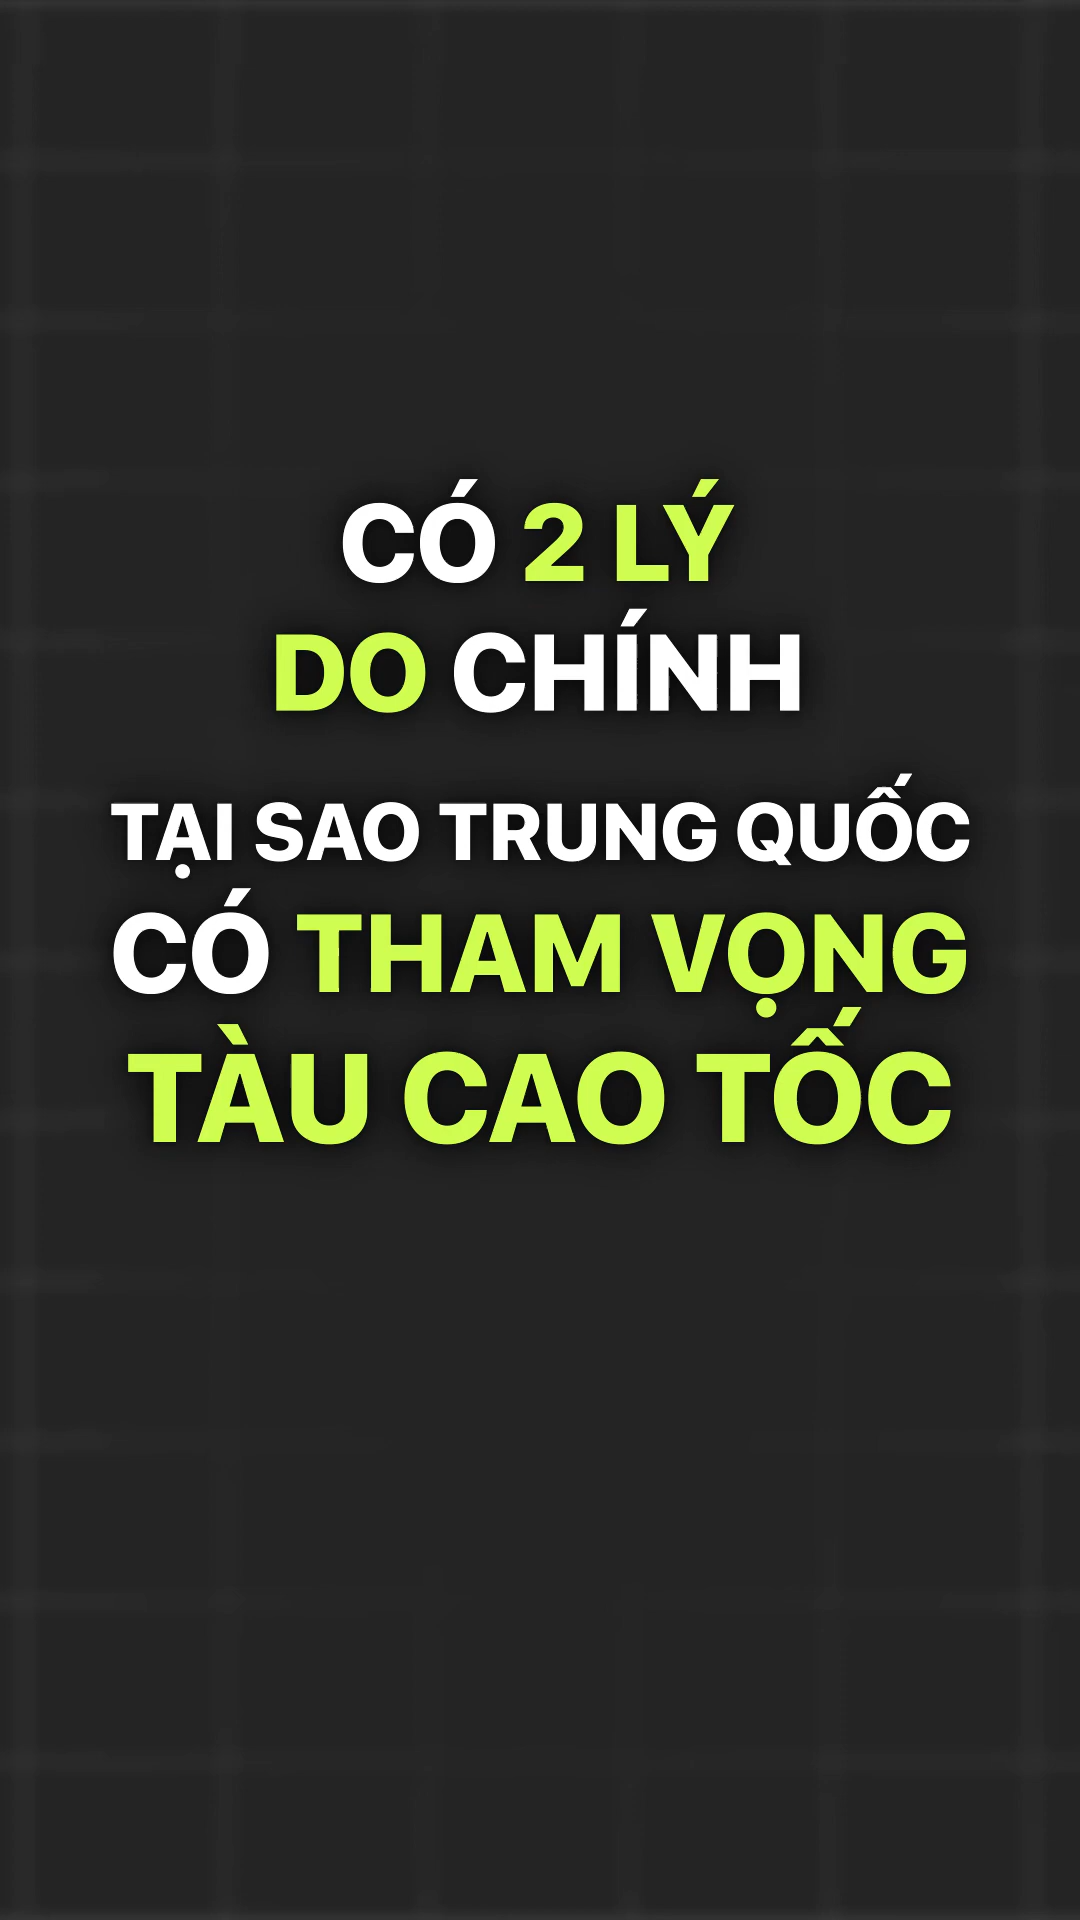 CÓ 2 LÝ
DO CHÍNH
TẠI SAO TRUNG QUỐC
CÓ THAM VỌNG
TÀU CAO TỐC